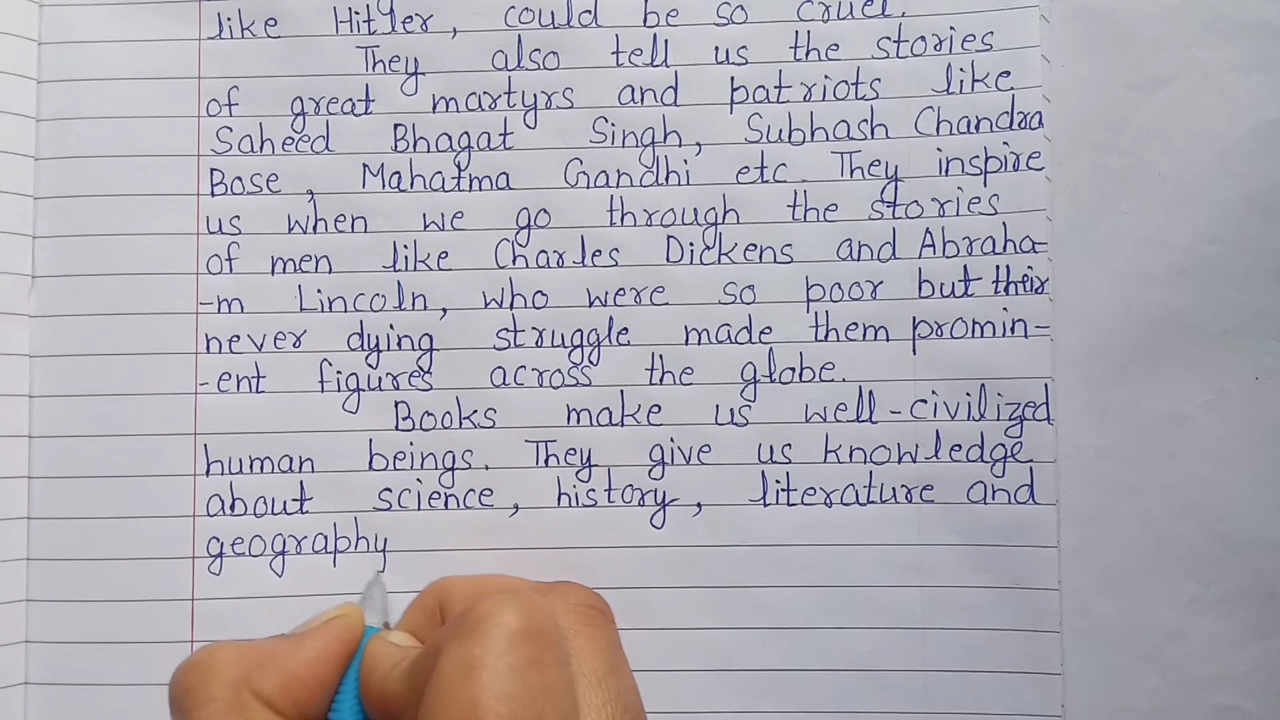 like Hitler, could be so cruel.
They also tell us the stories
of great martyrs and patriots like
Saheed Bhagat Singh, Subhash Chandra
Bose, Mahatma Gandhi etc. They inspire
us when we go through the stories
of men like Charles Dickens and Abraha-
-m Lincoln, who were so poor but their
never dying struggle made them promin-
-ent figures across the globe.
Books make us well-civilized
human beings. They give us knowledge
about science, history, literature and
geography